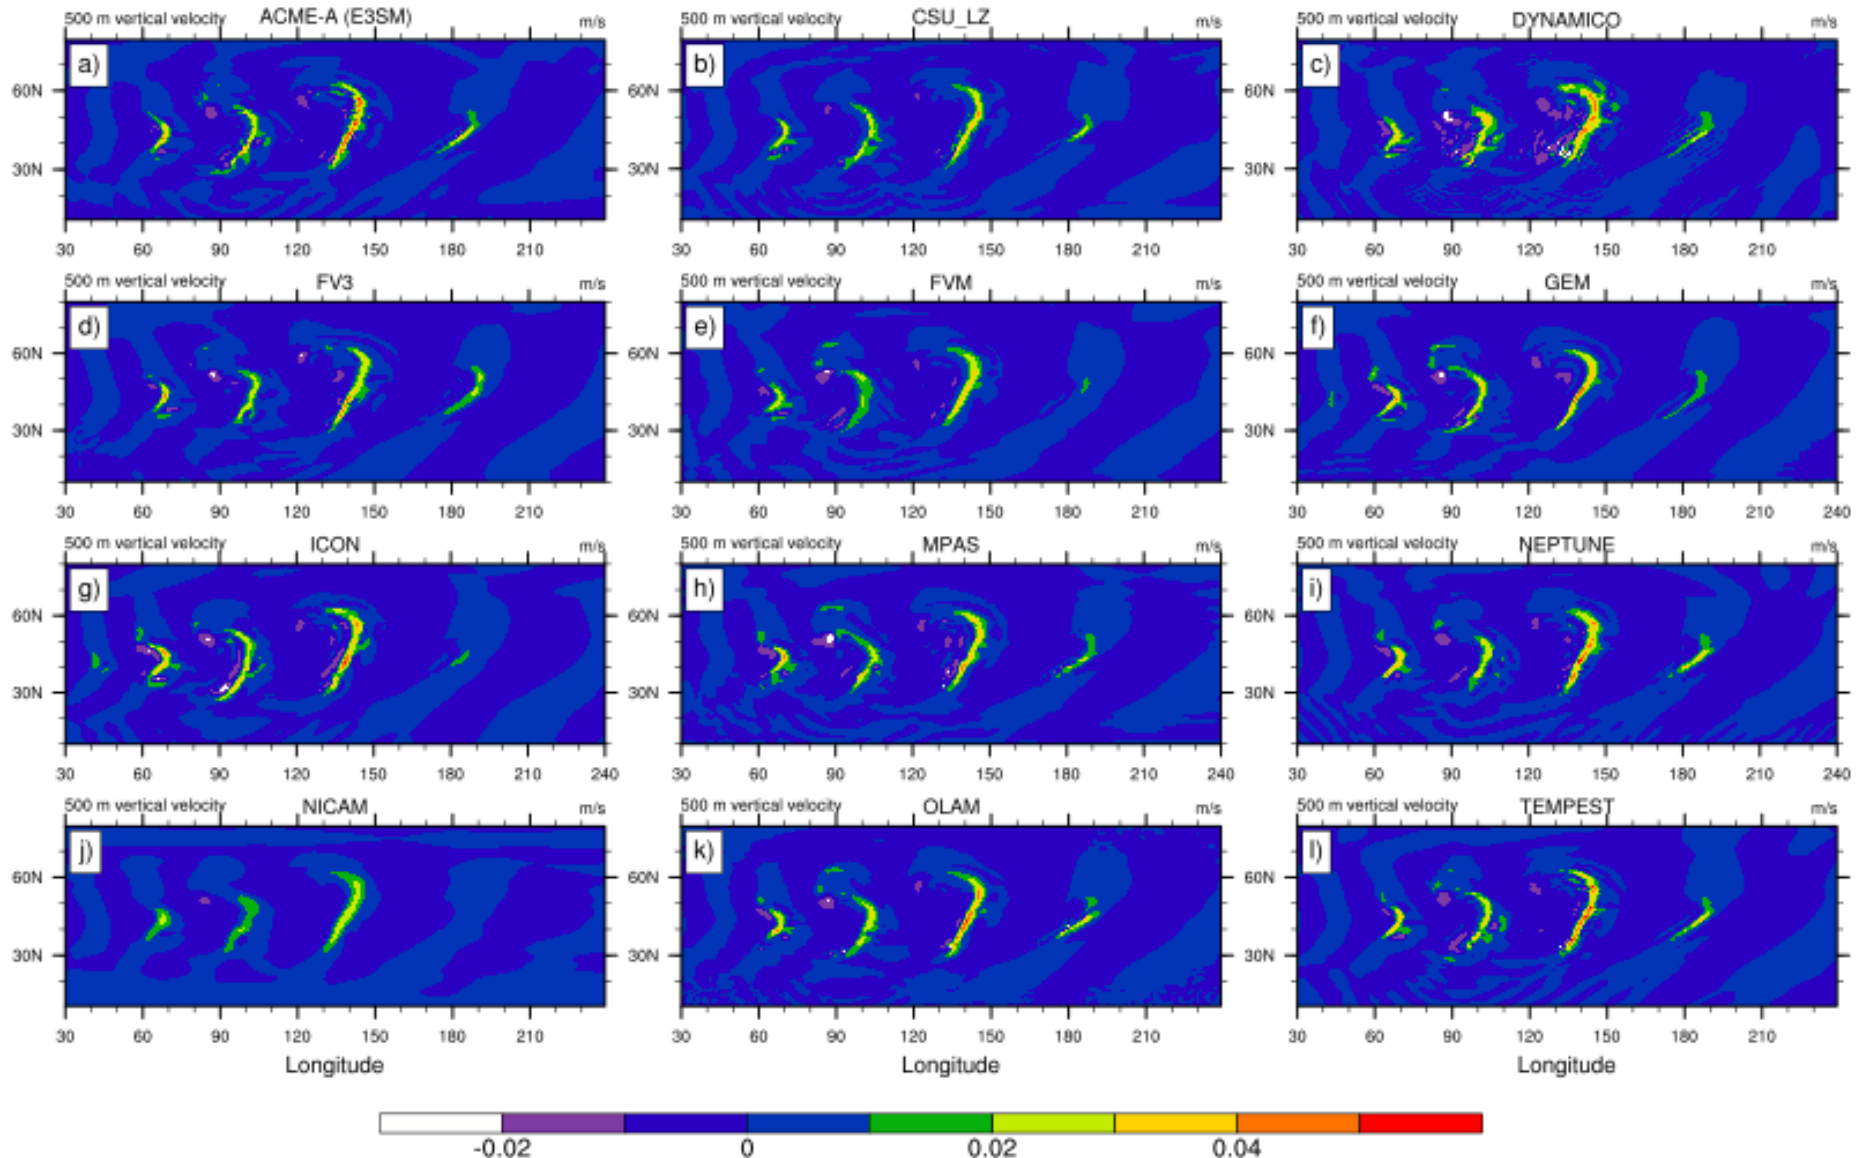 500 m vertical velocity ACME-A (E3SM) m/s 500 m vertical velocity CSU_LZ m/s 500 m vertical velocity DYNAMICO m/s
a) b) c)
60N 60N 60N
30N 30N 30N
30 60 90 120 150 180 210 30 60 90 120 150 180 210 30 60 90 120 150 180 210
500 m vertical velocity FV3 m/s 500 m vertical velocity FVM m/s 500 m vertical velocity GEM m/s
d) e) f)
60N 60N 60N
30N 30N 30N
30 60 90 120 150 180 210 30 60 90 120 150 180 210 30 60 90 120 150 180 210 240
500 m vertical velocity ICON m/s 500 m vertical velocity MPAS m/s 500 m vertical velocity NEPTUNE m/s
g) h) i)
60N 60N 60N
30N 30N 30N
30 60 90 120 150 180 210 240 30 60 90 120 150 180 210 240 30 60 90 120 150 180 210 240
500 m vertical velocity NICAM m/s 500 m vertical velocity OLAM m/s 500 m vertical velocity TEMPEST m/s
j) k) l)
60N 60N 60N
30N 30N 30N
30 60 90 120 150 180 210 30 60 90 120 150 180 210 30 60 90 120 150 180 210
Longitude Longitude Longitude
-0.02 0 0.02 0.04